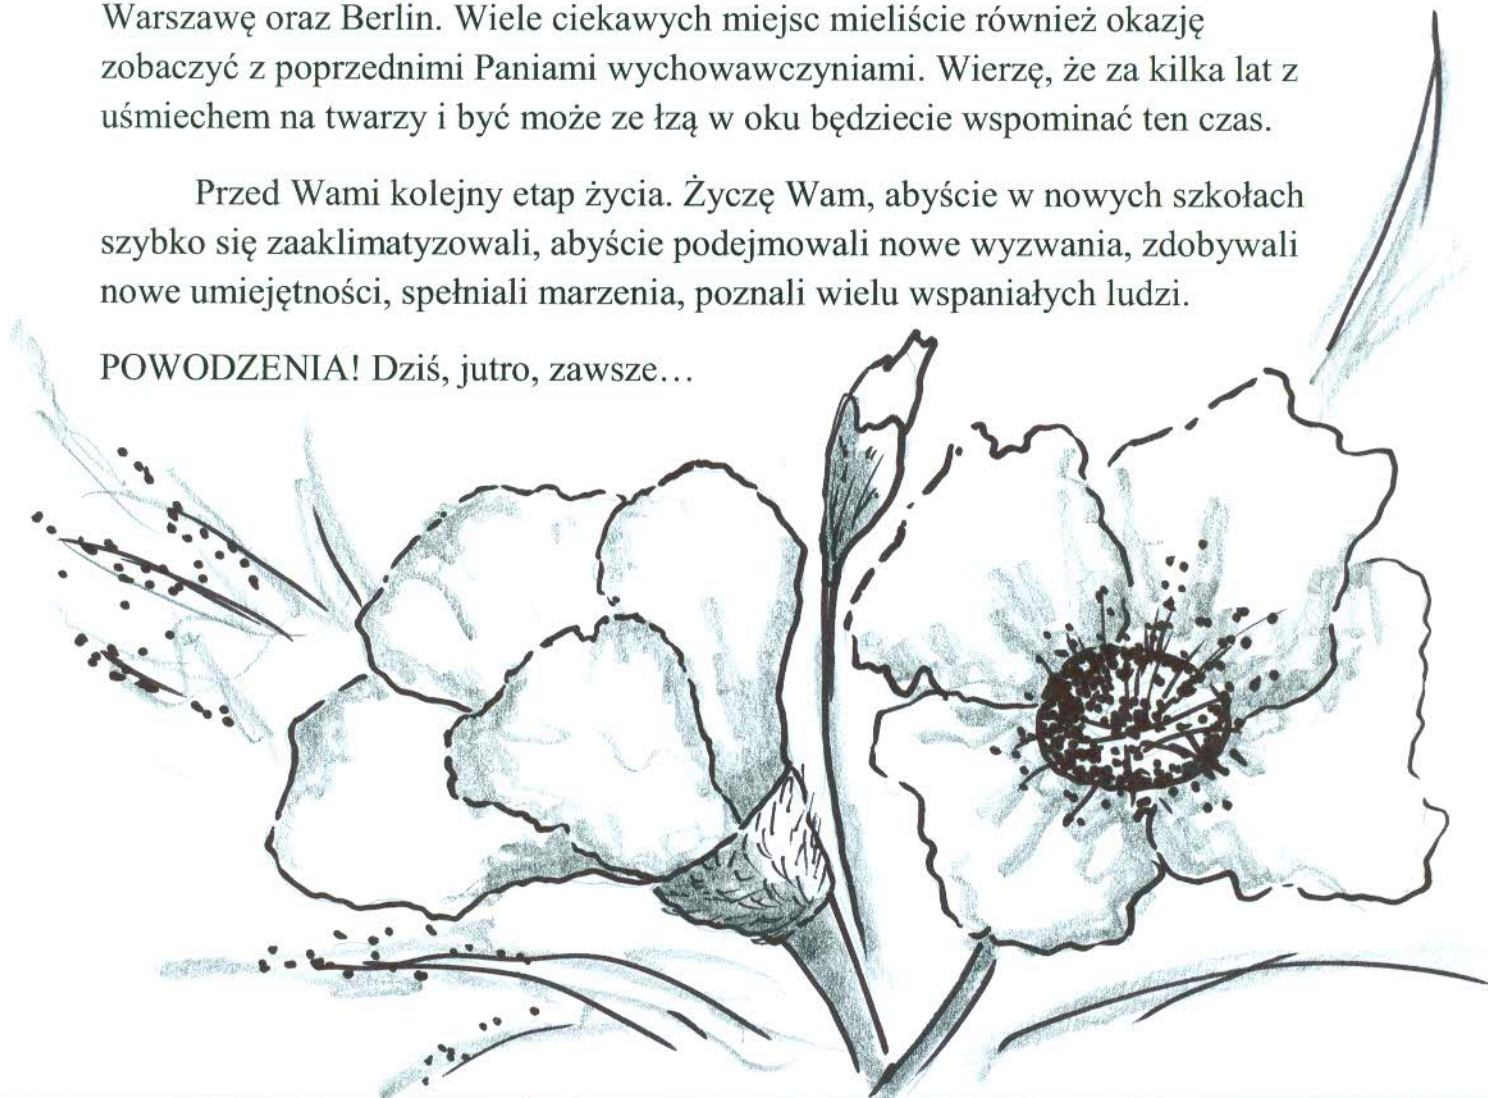 Warszawę oraz Berlin. Wiele ciekawych miejsc mieliście również okazję
zobaczyć z poprzednimi Paniami wychowawczyniami. Wierzę, że za kilka lat z
uśmiechem na twarzy i być może ze łzą w oku będziecie wspominać ten czas.
Przed Wami kolejny etap życia. Życzę Wam, abyście w nowych szkołach
szybko się zaaklimatyzowali, abyście podejmowali nowe wyzwania, zdobywali
nowe umiejętności, spełniali marzenia, poznali wielu wspaniałych ludzi.
POWODZENIA! Dziś, jutro, zawsze…